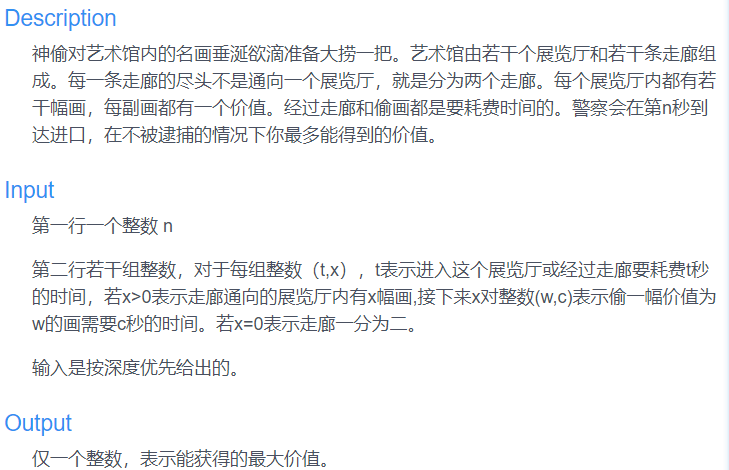 Description
神偷对艺术馆内的名画垂涎欲滴准备大捞一把。艺术馆由若干个展览厅和若干条走廊组
成。每一条走廊的尽头不是通向一个展览厅，就是分为两个走廊。每个展览厅内都有若
干幅画，每副画都有一个价值。经过走廊和偷画都是要耗费时间的。警察会在第n秒到
达进口，在不被逮捕的情况下你最多能得到的价值。
Input
第一行一个整数 n
第二行若干组整数，对于每组整数（t,x），t表示进入这个展览厅或经过走廊要耗费t秒
的时间，若x>0表示走廊通向的展览厅内有x幅画,接下来x对整数(w,c)表示偷一幅价值为
w的画需要c秒的时间。若x=0表示走廊一分为二。
输入是按深度优先给出的。
Output
仅一个整数，表示能获得的最大价值。